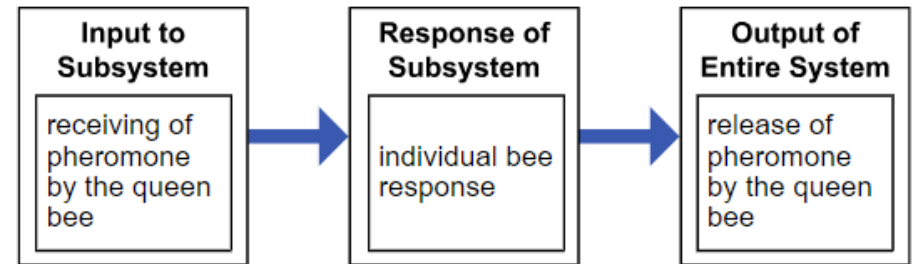 Input to
Subsystem
receiving of
pheromone
by the queen
bee
Response of
Subsystem
individual bee
response
Output of
Entire System
release of
pheromone
by the queen
bee